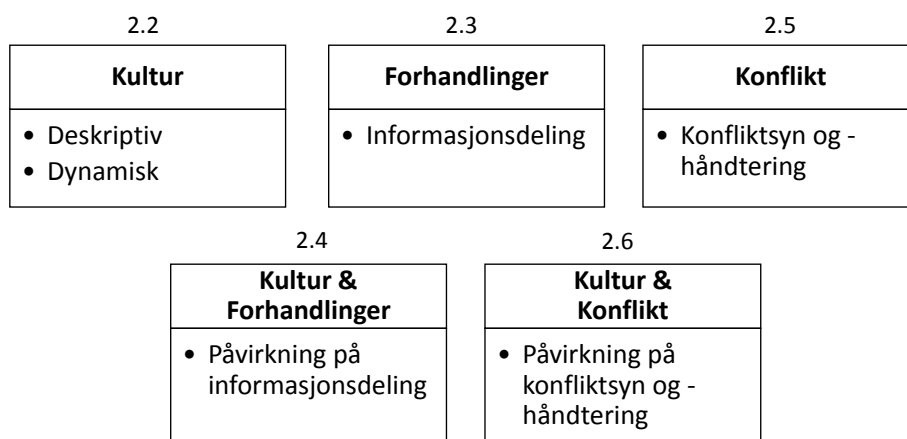 2.2
Kultur
• Deskriptiv
• Dynamisk
2.3
Forhandlinger
• Informasjonsdeling
2.5
Konflikt
• Konfliktsyn og -
håndtering
2.4
Kultur &
Forhandlinger
• Påvirkning på
informasjonsdeling
2.6
Kultur &
Konflikt
• Påvirkning på
konfliktsyn og -
håndtering